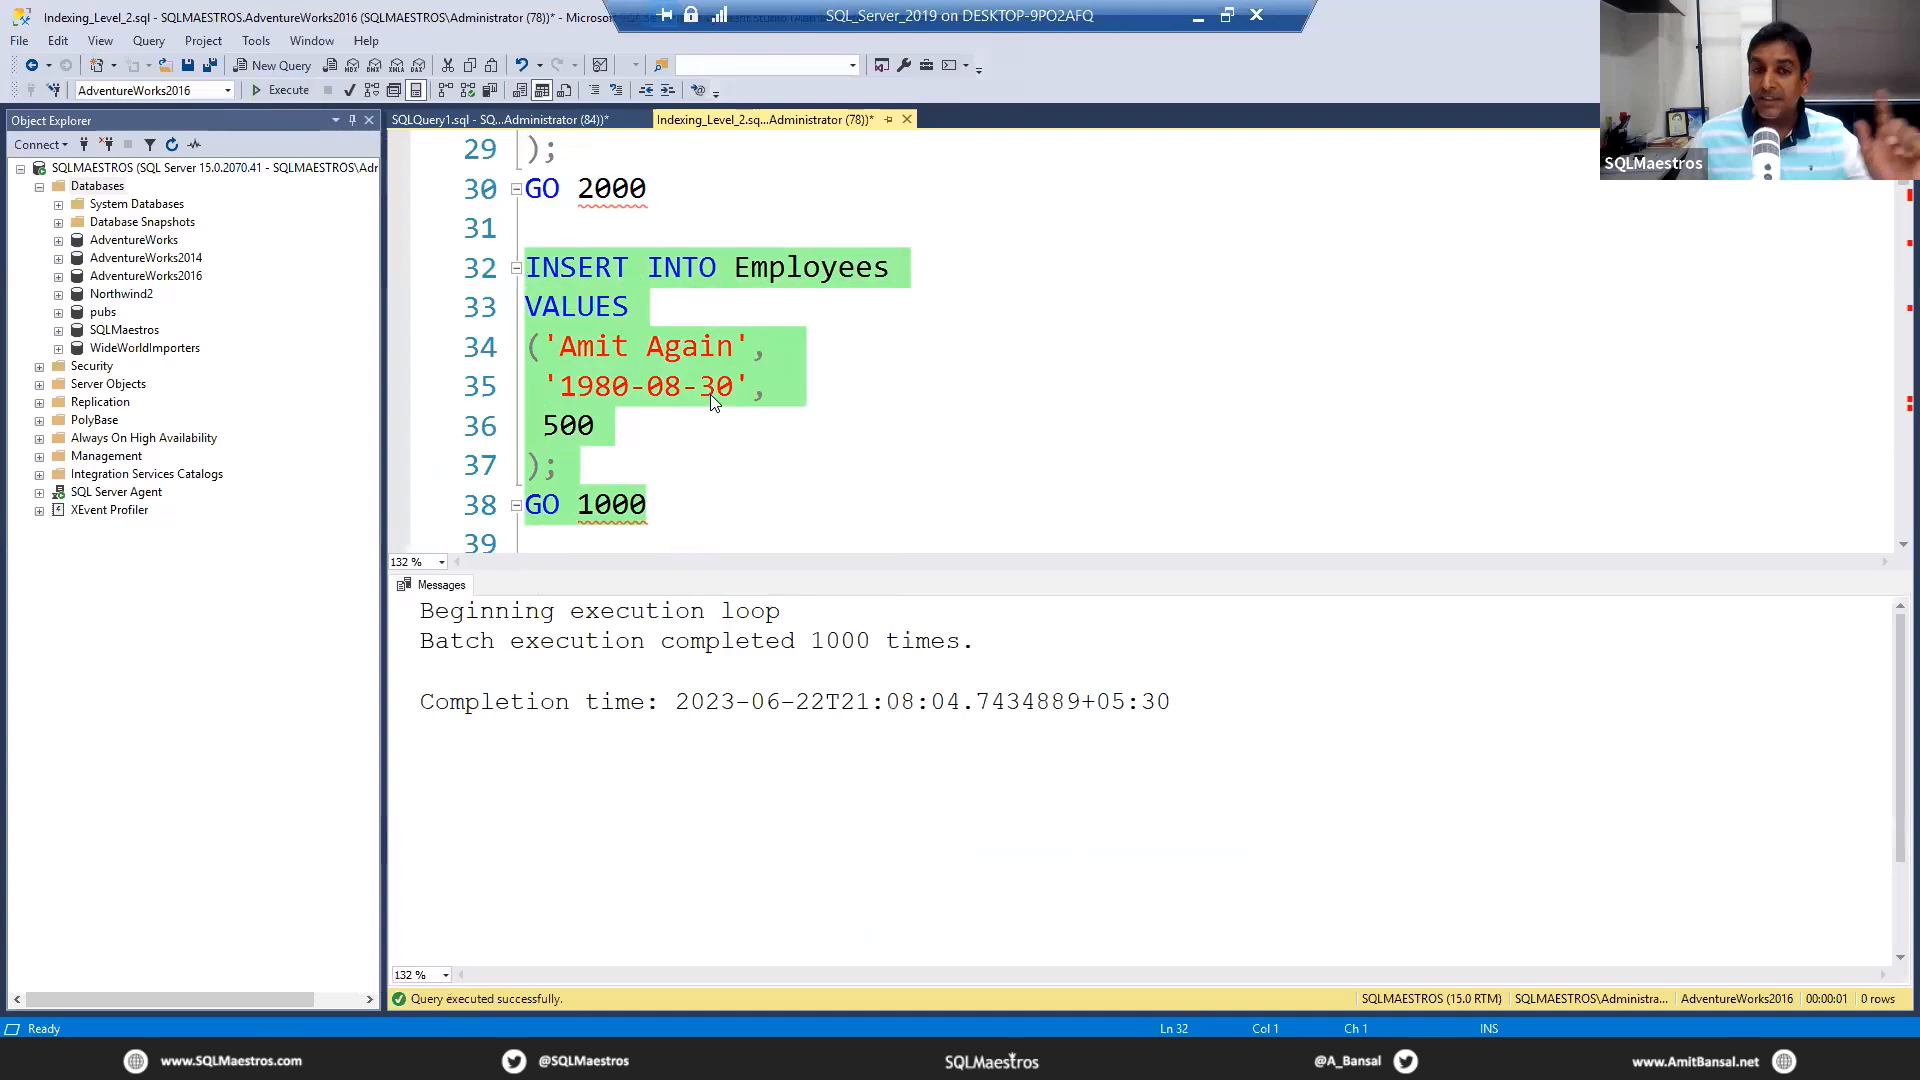 Indexing_Level_2.sql - SQLMAESTROS.AdventureWorks2016 (SQLMAESTROS\Administrator (78))* - Micros
SQL_Server_2019 on DESKTOP-9PO2AFQ
File Edit View Query Project Tools Window Help
New Query
AdventureWorks2016
Execute
Object Explorer
SQLQuery1.sql - SQ...Administrator (84))*
Indexing_Level_2.sq...Administrator (78))*
Connect
SQLMAESTROS (SQL Server 15.0.2070.41 - SQLMAESTROS\Adr
Databases
System Databases
Database Snapshots
AdventureWorks
AdventureWorks2014
AdventureWorks2016
Northwind2
pubs
SQLMaestros
WideWorldImporters
Security
Server Objects
Replication
PolyBase
Always On High Availability
Management
Integration Services Catalogs
SQL Server Agent
XEvent Profiler
29 );
30 GO 2000
31
32 INSERT INTO Employees
33 VALUES
34 ('Amit Again',
35 '1980-08-30',
36 500
37 );
38 GO 1000
39
132 %
Messages
Beginning execution loop
Batch execution completed 1000 times.
Completion time: 2023-06-22T21:08:04.7434889+05:30
132 %
Query executed successfully.
SQLMAESTROS (15.0 RTM) SQLMAESTROS\Administra... AdventureWorks2016 00:00:01 0 rows
Ready
Ln 32 Col 1 Ch 1 INS
SQLMaestros
www.SQLMaestros.com @SQLMaestros SQLMaestros @A_Bansal www.AmitBansal.net